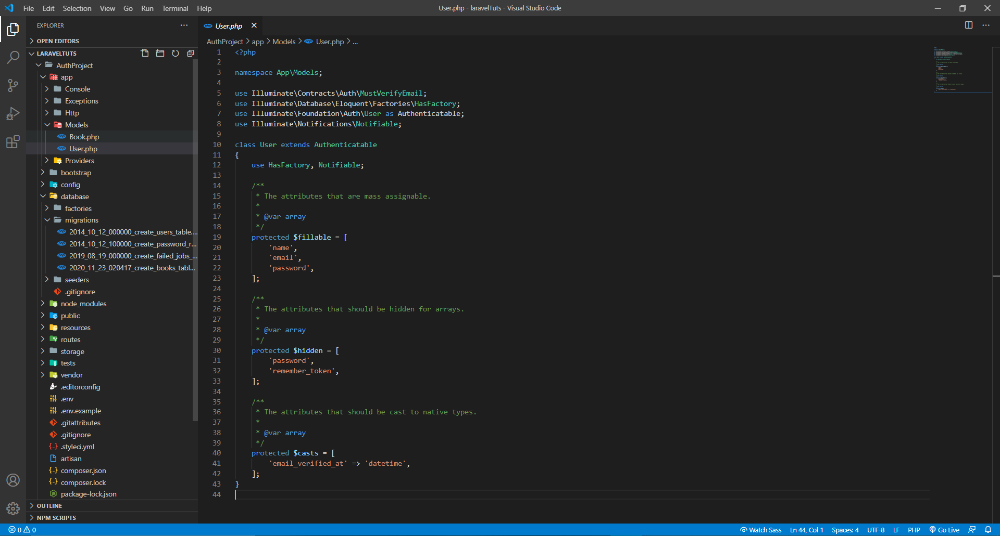 File Edit Selection View Go Run Terminal Help
User.php - laravelTuts - Visual Studio Code
EXPLORER
OPEN EDITORS
LARAVELTUTS
AuthProject
app
Console
Exceptions
Http
Models
Book.php
User.php
Providers
bootstrap
config
database
factories
migrations
2014_10_12_000000_create_users_table....
2014_10_12_100000_create_password_r...
2019_08_19_000000_create_failed_jobs_...
2020_11_23_020417_create_books_tabl...
seeders
.gitignore
node_modules
public
resources
routes
storage
tests
vendor
.editorconfig
.env
.env.example
.gitattributes
.gitignore
.styleci.yml
artisan
composer.json
composer.lock
package-lock.json
OUTLINE
NPM SCRIPTS
php User.php
AuthProject > app > Models > php User.php > ...
1 <?php
2
3 namespace App\Models;
4
5 use Illuminate\Contracts\Auth\MustVerifyEmail;
6 use Illuminate\Database\Eloquent\Factories\HasFactory;
7 use Illuminate\Foundation\Auth\User as Authenticatable;
8 use Illuminate\Notifications\Notifiable;
9
10 class User extends Authenticatable
11 {
12 use HasFactory, Notifiable;
13
14 /**
15 * The attributes that are mass assignable.
16 *
17 * @var array
18 */
19 protected $fillable = [
20 'name',
21 'email',
22 'password',
23 ];
24
25 /**
26 * The attributes that should be hidden for arrays.
27 *
28 * @var array
29 */
30 protected $hidden = [
31 'password',
32 'remember_token',
33 ];
34
35 /**
36 * The attributes that should be cast to native types.
37 *
38 * @var array
39 */
40 protected $casts = [
41 'email_verified_at' => 'datetime',
42 ];
43 }
44
0 0
Watch Sass Ln 44, Col 1 Spaces: 4 UTF-8 LF PHP Go Live